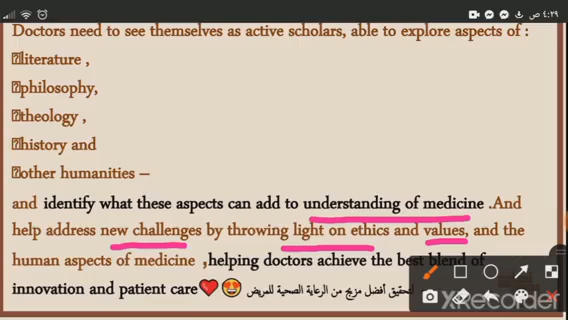 ٤:٢٩ ص
Doctors need to see themselves as active scholars, able to explore aspects of :
literature ,
philosophy,
theology ,
history and
other humanities –
and identify what these aspects can add to understanding of medicine .And
help address new challenges by throwing light on ethics and values, and the
human aspects of medicine ,helping doctors achieve the best blend of
innovation and patient care❤️😍 لتحقيق أفضل مزيج من الرعاية الصحية للمريض
XRecorder